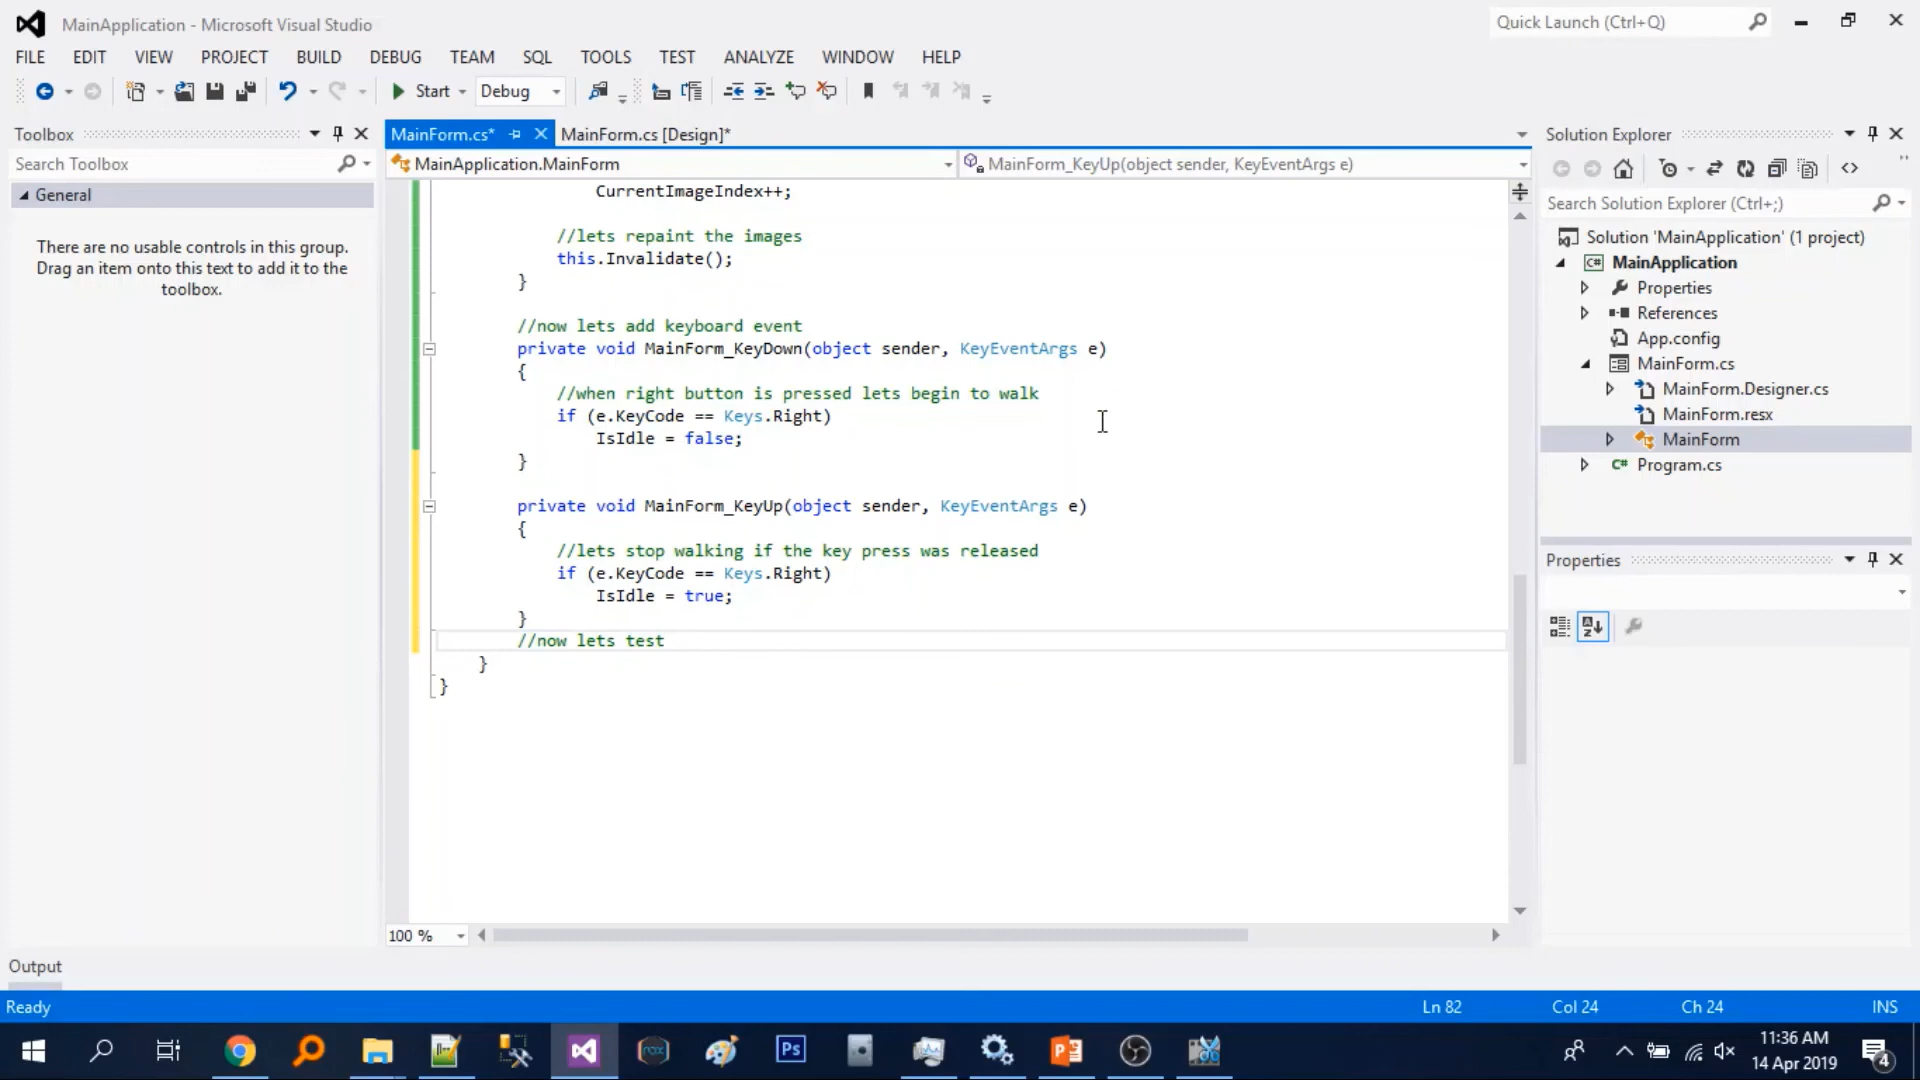 MainApplication - Microsoft Visual Studio
Quick Launch (Ctrl+Q)
FILE EDIT VIEW PROJECT BUILD DEBUG TEAM SQL TOOLS TEST ANALYZE WINDOW HELP
Start Debug
Toolbox
Search Toolbox
General
There are no usable controls in this group.
Drag an item onto this text to add it to the
toolbox.
MainForm.cs* MainForm.cs [Design]*
MainApplication.MainForm MainForm_KeyUp(object sender, KeyEventArgs e)
CurrentImageIndex++;
//lets repaint the images
this.Invalidate();
}
//now lets add keyboard event
private void MainForm_KeyDown(object sender, KeyEventArgs e)
{
//when right button is pressed lets begin to walk
if (e.KeyCode == Keys.Right)
IsIdle = false;
}
private void MainForm_KeyUp(object sender, KeyEventArgs e)
{
//lets stop walking if the key press was released
if (e.KeyCode == Keys.Right)
IsIdle = true;
}
//now lets test
}
}
100 %
Solution Explorer
Search Solution Explorer (Ctrl+;)
Solution 'MainApplication' (1 project)
C# MainApplication
Properties
References
App.config
MainForm.cs
MainForm.Designer.cs
MainForm.resx
MainForm
C# Program.cs
Properties
Output
Ready
Ln 82 Col 24 Ch 24 INS
Ps
11:36 AM
14 Apr 2019
4